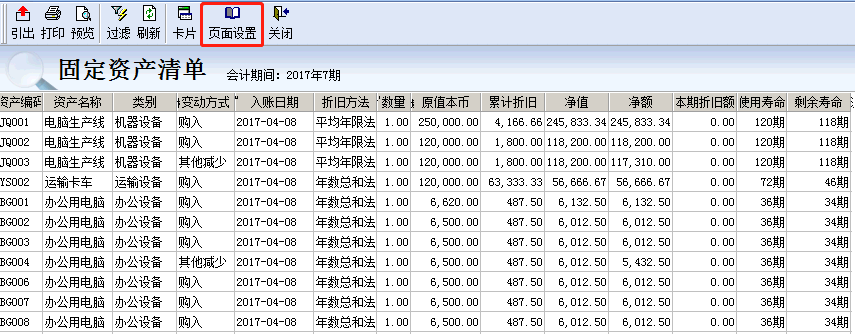 引出 打印 预览 过滤 刷新 卡片 页面设置 关闭
固定资产清单 会计期间: 2017年7期
资产编码 资产名称 类别 变动方式 入账日期 折旧方法 数量 原值本币 累计折旧 净值 净额 本期折旧额 使用寿命 剩余寿命
JQ001 电脑生产线 机器设备 购入 2017-04-08 平均年限法 1.00 250,000.00 4,166.66 245,833.34 245,833.34 0.00 120期 118期
JQ002 电脑生产线 机器设备 购入 2017-04-08 平均年限法 1.00 120,000.00 1,800.00 118,200.00 118,200.00 0.00 120期 118期
JQ003 电脑生产线 机器设备 其他减少 2017-04-08 平均年限法 1.00 120,000.00 1,800.00 118,200.00 117,310.00 0.00 120期 118期
YS002 运输卡车 运输设备 购入 2017-04-08 年数总和法 1.00 120,000.00 63,333.33 56,666.67 56,666.67 0.00 72期 46期
BG001 办公用电脑 办公设备 购入 2017-04-08 年数总和法 1.00 6,620.00 487.50 6,132.50 6,132.50 0.00 36期 34期
BG002 办公用电脑 办公设备 购入 2017-04-08 年数总和法 1.00 6,500.00 487.50 6,012.50 6,012.50 0.00 36期 34期
BG003 办公用电脑 办公设备 购入 2017-04-08 年数总和法 1.00 6,500.00 487.50 6,012.50 6,012.50 0.00 36期 34期
BG004 办公用电脑 办公设备 其他减少 2017-04-08 年数总和法 1.00 6,500.00 487.50 6,012.50 5,432.50 0.00 36期 34期
BG006 办公用电脑 办公设备 购入 2017-04-08 年数总和法 1.00 6,500.00 487.50 6,012.50 6,012.50 0.00 36期 34期
BG007 办公用电脑 办公设备 购入 2017-04-08 年数总和法 1.00 6,500.00 487.50 6,012.50 6,012.50 0.00 36期 34期
BG008 办公用电脑 办公设备 购入 2017-04-08 年数总和法 1.00 6,500.00 487.50 6,012.50 6,012.50 0.00 36期 34期